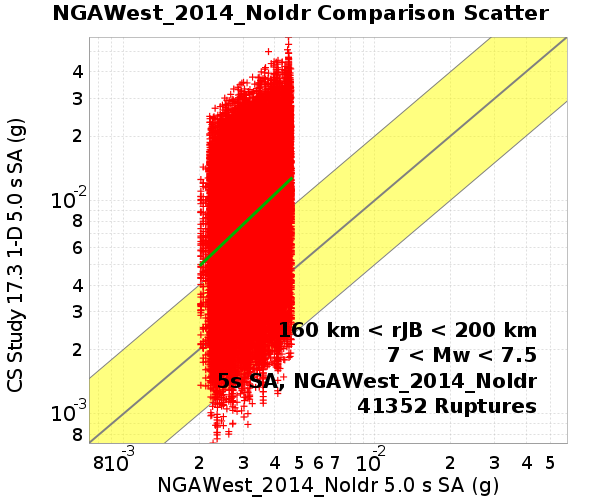 NGAWest_2014_NoIdr Comparison Scatter
CS Study 17.3 1-D 5.0 s SA (g)
4
3
2
10-2
8
6
4
3
2
10-3
8
160 km < rJB < 200 km
7 < Mw < 7.5
5s SA, NGAWest_2014_NoIdr
41352 Ruptures
8 10-3 2 3 4 5 6 7 10-2 2 3 4 5
NGAWest_2014_NoIdr 5.0 s SA (g)